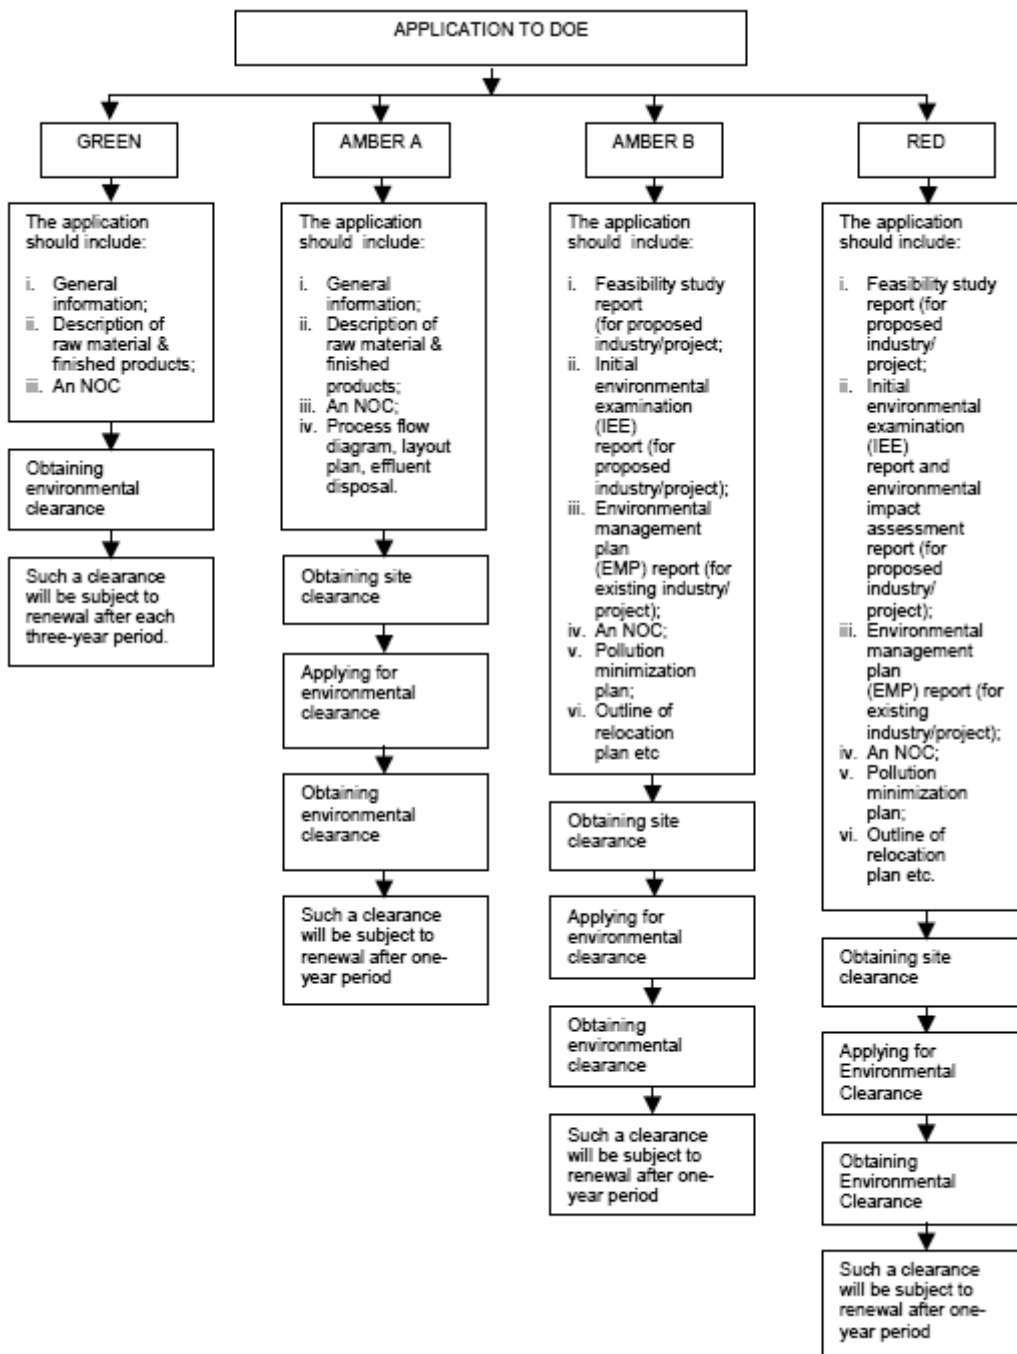 APPLICATION TO DOE
GREEN
The application
should include:
i. General
information;
ii. Description of
raw material &
finished products;
iii. An NOC
Obtaining
environmental
clearance
Such a clearance
will be subject to
renewal after each
three-year period.
AMBER A
The application
should include:
i. General
information;
ii. Description of
raw material &
finished
products;
iii. An NOC;
iv. Process flow
diagram, layout
plan, effluent
disposal.
Obtaining site
clearance
Applying for
environmental
clearance
Obtaining
environmental
clearance
Such a clearance
will be subject to
renewal after one-
year period
AMBER B
The application
should include:
i. Feasibility study
report
(for proposed
industry/project;
ii. Initial
environmental
examination
(IEE)
report (for
proposed
industry/project);
iii. Environmental
management
plan
(EMP) report (for
existing industry/
project);
iv. An NOC;
v. Pollution
minimization
plan;
vi. Outline of
relocation
plan etc
Obtaining site
clearance
Applying for
environmental
clearance
Obtaining
environmental
clearance
Such a clearance
will be subject to
renewal after one-
year period
RED
The application
should include:
i. Feasibility study
report (for
proposed
industry/
project;
ii. Initial
environmental
examination
(IEE)
report and
environmental
impact
assessment
report (for
proposed
industry/
project);
iii. Environmental
management
plan
(EMP) report (for
existing
industry/project);
iv. An NOC;
v. Pollution
minimization
plan;
vi. Outline of
relocation
plan etc.
Obtaining site
clearance
Applying for
Environmental
Clearance
Obtaining
Environmental
Clearance
Such a clearance
will be subject to
renewal after one-
year period